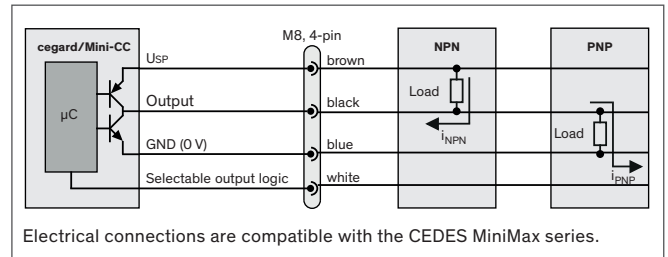 M8, 4-pin
cegard/Mini-CC
NPN
PNP
USP
brown
Output
black
Load
µC
iNPN
Load
GND (0 V)
blue
iPNP
Selectable output logic
white
Electrical connections are compatible with the CEDES MiniMax series.